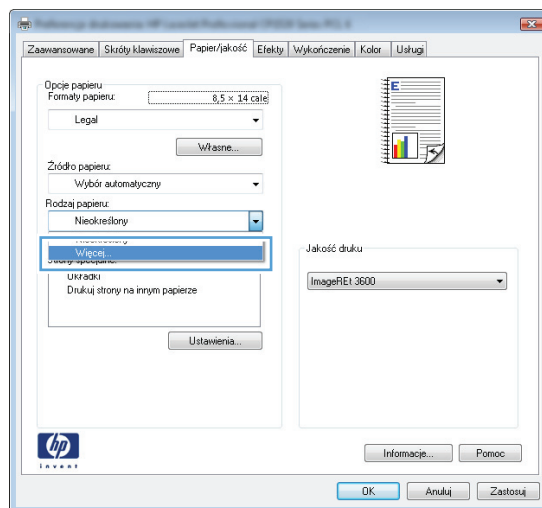 Zaawansowane Skróty klawiszowe Papier/jakość Efekty Wykończenie Kolor Usługi
Opcje papieru
Formaty papieru:
8,5 × 14 cale
Legal
Własne...
Źródło papieru:
Wybór automatyczny
Rodzaj papieru:
Nieokreślony
Więcej...
Okładki
Drukuj strony na innym papierze
Ustawienia...
E
Jakość druku
ImageREt 3600
hp
invent
Informacje... Pomoc
OK Anuluj Zastosuj